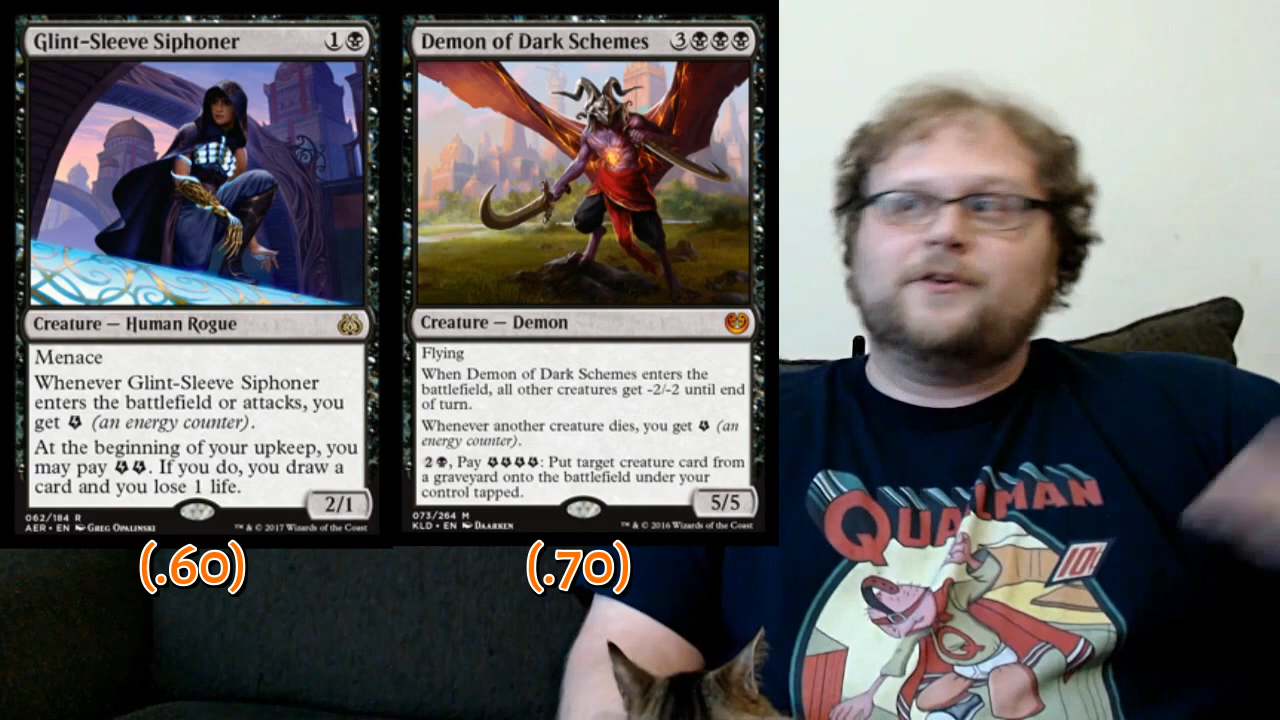 Glint-Sleeve Siphoner 1
Creature — Human Rogue
Menace
Whenever Glint-Sleeve Siphoner
enters the battlefield or attacks, you
get (an energy counter).
At the beginning of your upkeep, you
may pay . If you do, you draw a
card and you lose 1 life.
2/1
062/184 R
AER • EN Greg Opalinski
™ & © 2017 Wizards of the Coast
(.60)
Demon of Dark Schemes 3
Creature — Demon
Flying
When Demon of Dark Schemes enters the
battlefield, all other creatures get -2/-2 until end
of turn.
Whenever another creature dies, you get (an
energy counter).
2 , Pay : Put target creature card from
a graveyard onto the battlefield under your
control tapped.
5/5
073/264 M
KLD • EN Daarken
™ & © 2016 Wizards of the Coast
(.70)
QUAILMAN
10¢
Q